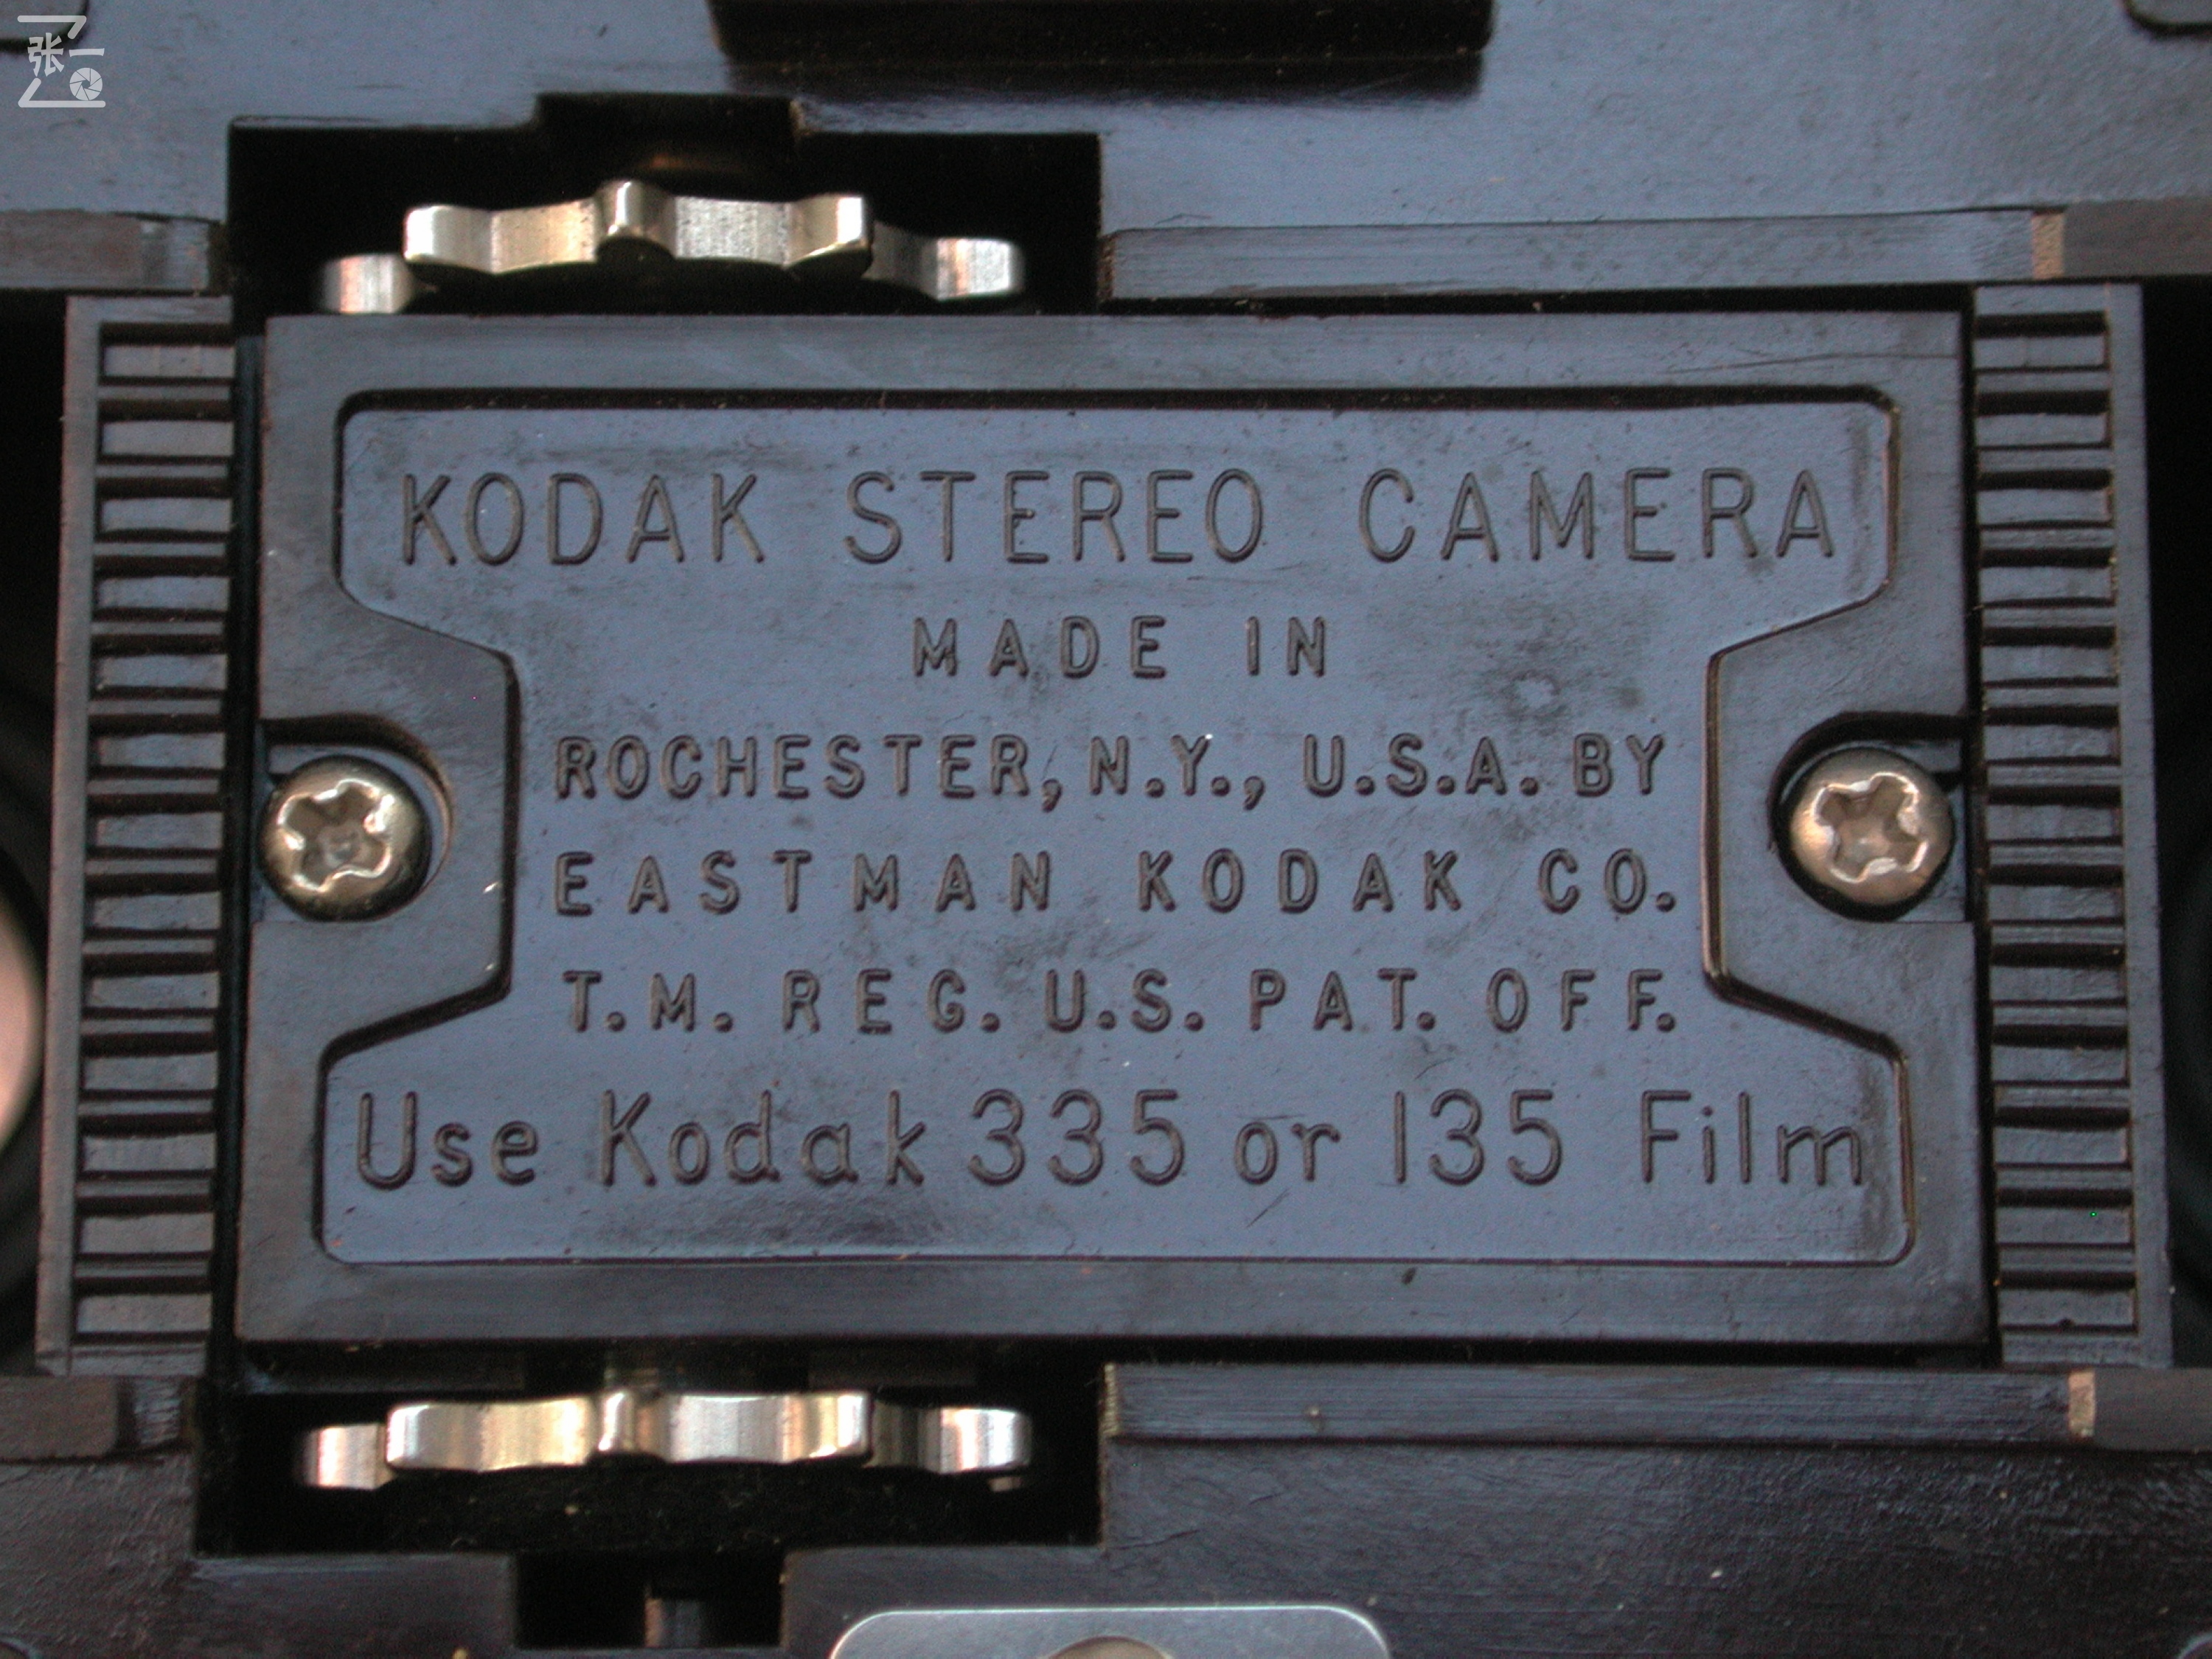 张一
KODAK STEREO CAMERA
MADE IN
ROCHESTER, N.Y., U.S.A. BY
EASTMAN KODAK CO.
T.M. REG. U.S. PAT. OFF.
Use Kodak 335 or 135 Film